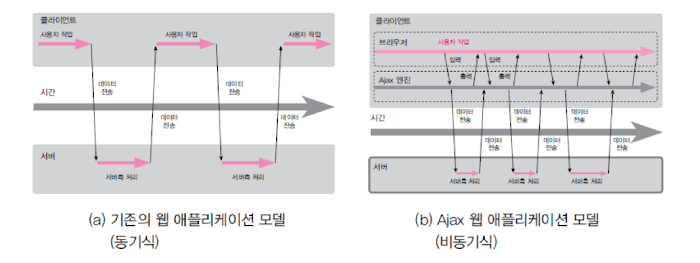 클라이언트
사용자 작업
사용자 작업
사용자 작업
데이터
전송
데이터
전송
시간
데이터
전송
데이터
전송
서버
서버측 처리
서버측 처리
(a) 기존의 웹 애플리케이션 모델
(동기식)
클라이언트
브라우저
사용자 작업
입력
입력
출력
출력
Ajax 엔진
데이터
전송
데이터
전송
데이터
전송
시간
데이터
전송
데이터
전송
데이터
전송
서버
서버측 처리
서버측 처리
서버측 처리
(b) Ajax 웹 애플리케이션 모델
(비동기식)